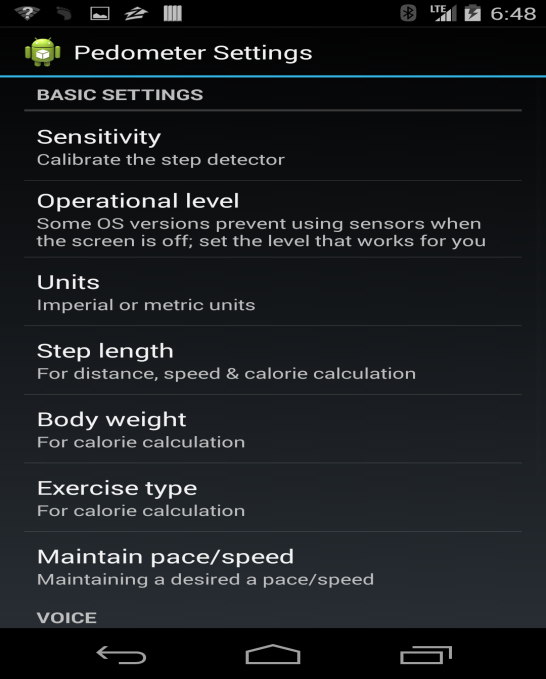 LTE 6:48
Pedometer Settings
BASIC SETTINGS
Sensitivity
Calibrate the step detector
Operational level
Some OS versions prevent using sensors when
the screen is off; set the level that works for you
Units
Imperial or metric units
Step length
For distance, speed & calorie calculation
Body weight
For calorie calculation
Exercise type
For calorie calculation
Maintain pace/speed
Maintaining a desired a pace/speed
VOICE